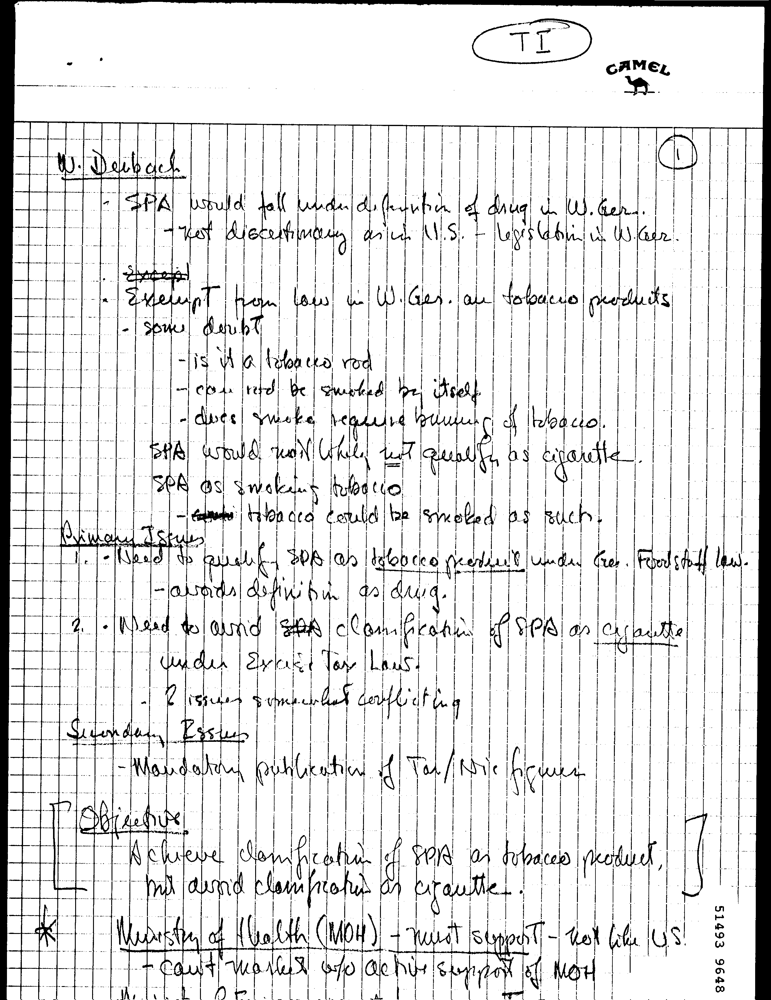 TI
CAMEL
1
W. Deibach
- SPA would fall under definition of drug in W. Ger.
- not discretionary as in U.S. - legislation in W. Ger.
Except
- Exempt from law in W. Ger. are tobacco products
- some doubt
- is it a tobacco rod
- can rod be smoked by itself
- does smoke require burning of tobacco.
SPA would most likely not qualify as cigarette.
SPA as smoking tobacco
- tobacco could be smoked as such.
Primary Issues
1. - Need to qualify SPA as tobacco product under Ger. Foodstuff law.
- avoids definition as drug.
2. - Need to avoid SPA classification of SPA as cigarette
under Excise Tax Laws.
- 2 issues somewhat conflicting
Secondary Issues
- Mandatory publication of Tar/Nic figures
Objective
Achieve classification of SPA as tobacco product,
but avoid classification as cigarette.
* Ministry of Health (MOH) - must support - not like U.S.
- can't market w/o active support of MOH
51493 9648